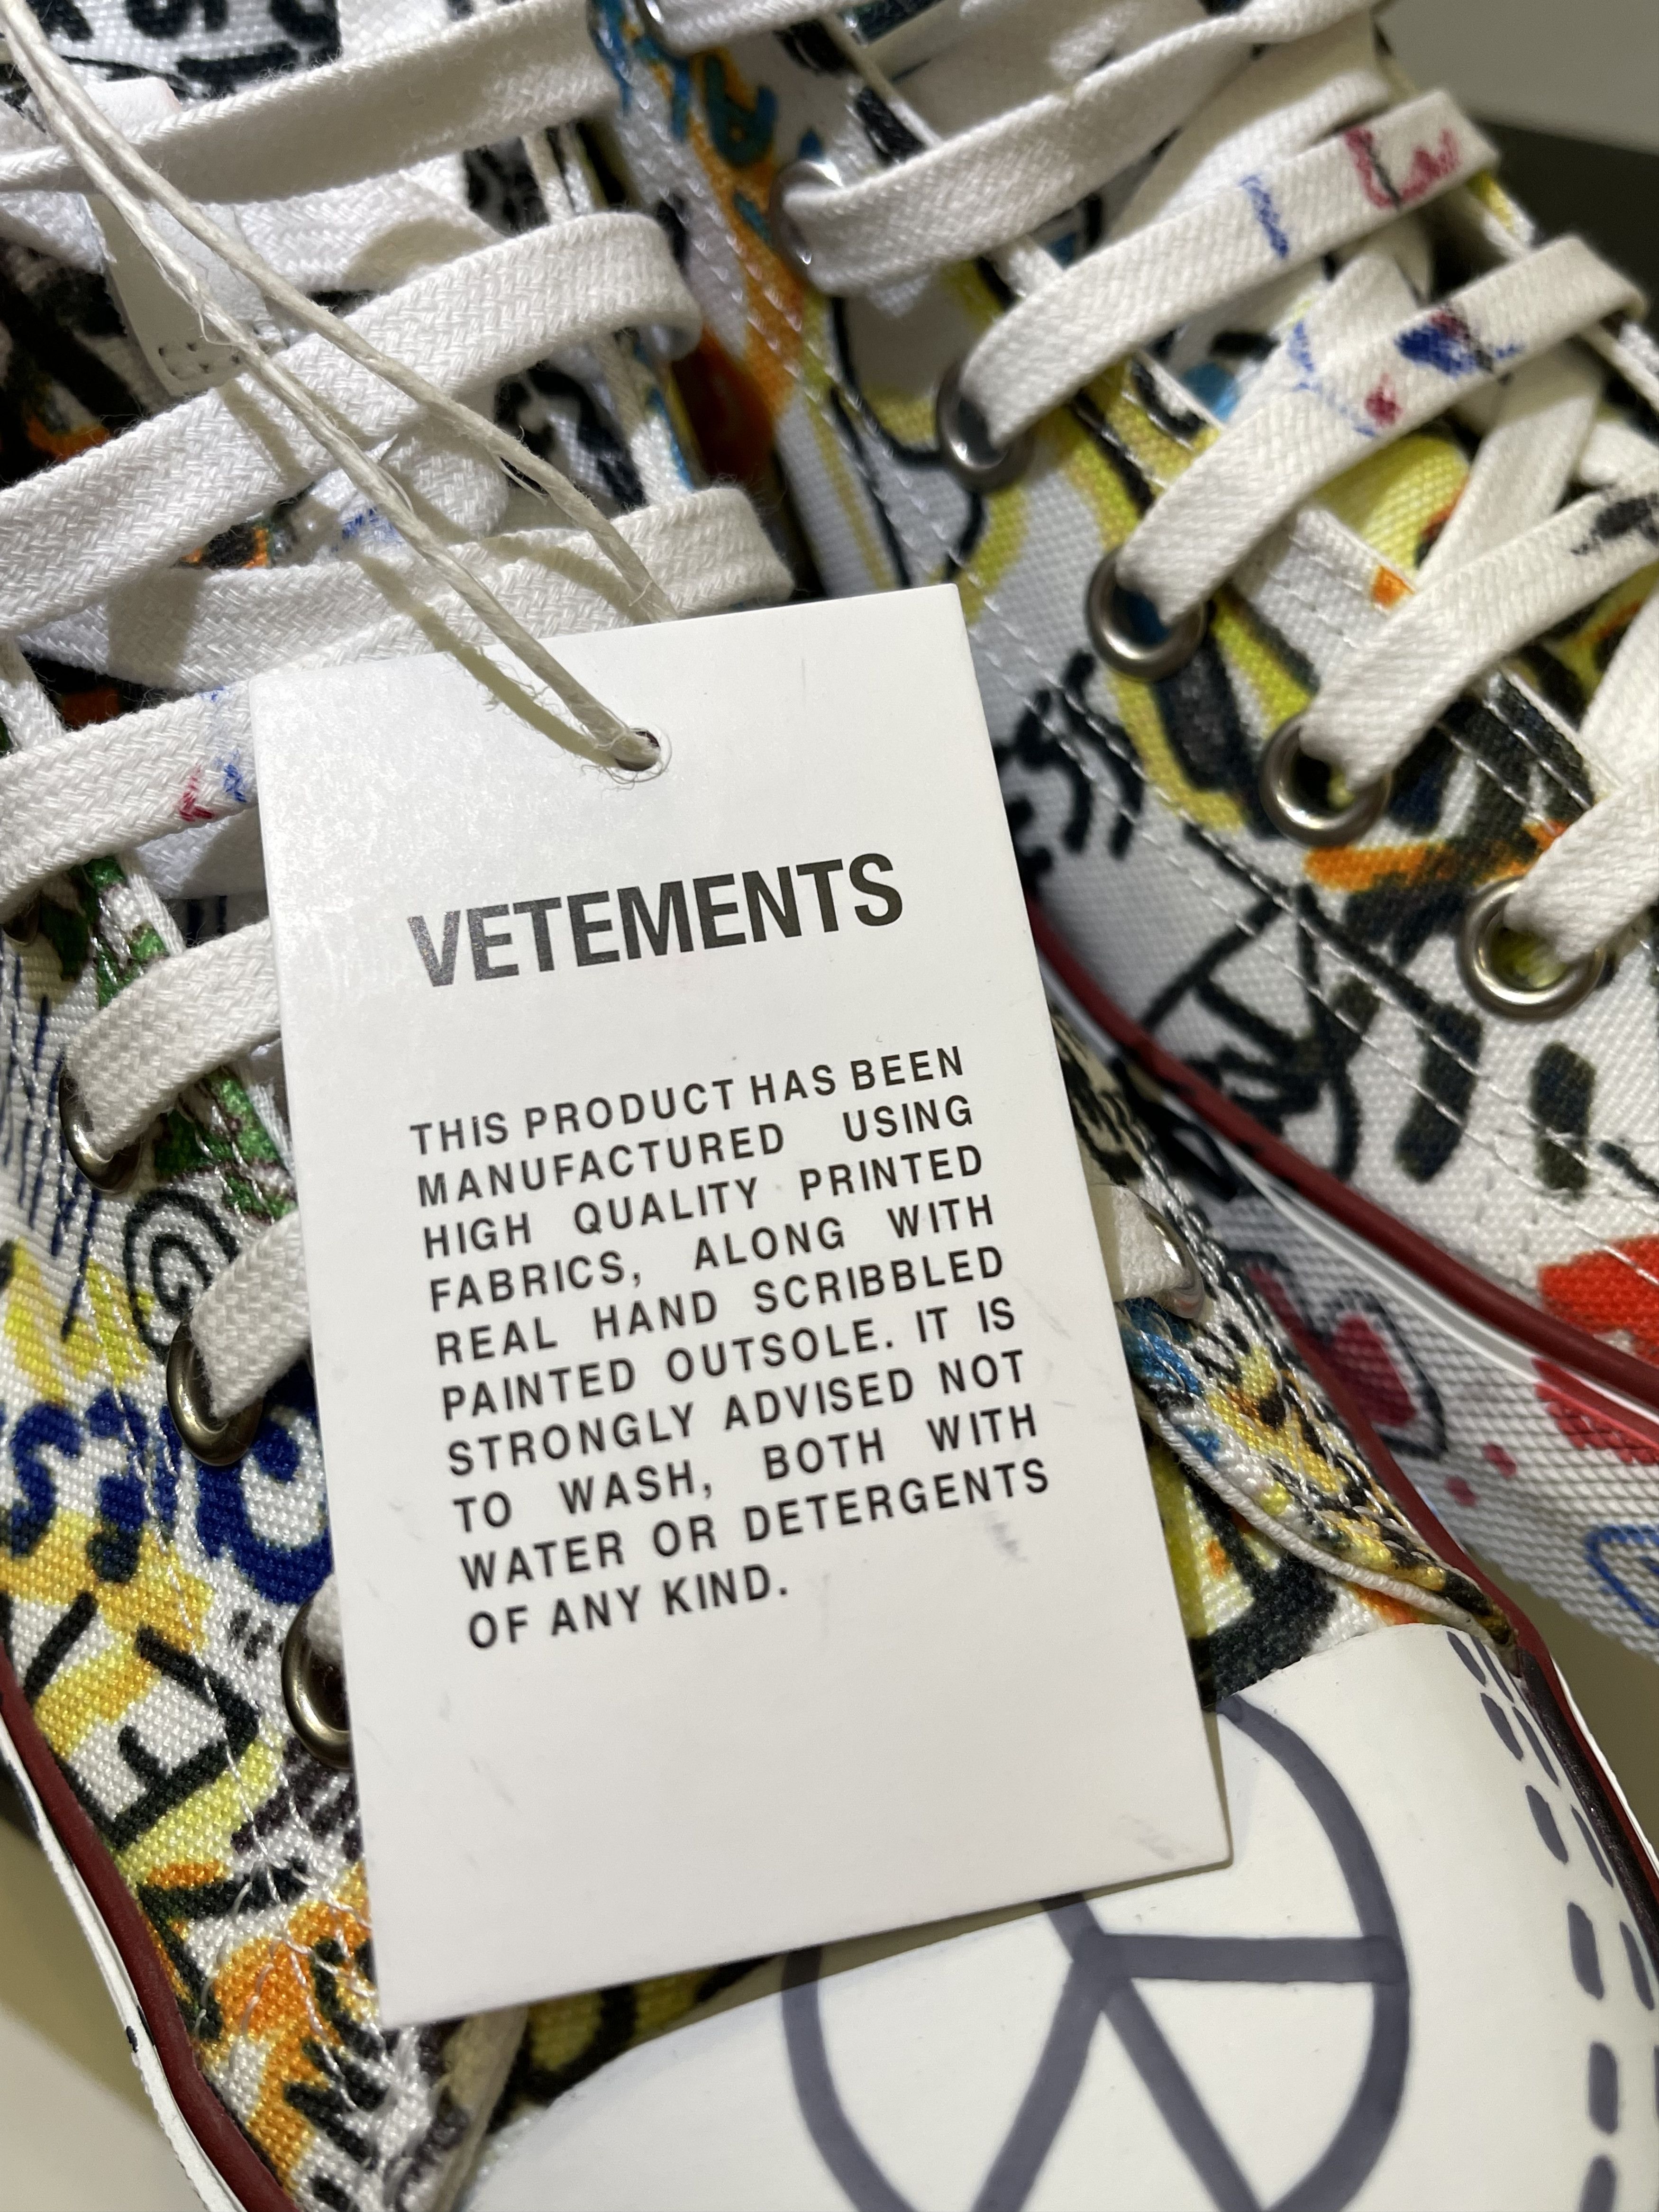 VETEMENTS
THiS PRODUCT HAS BEEN
MANUFACTURED USING
HIGH QUALITY PRINTED
FABRICS, ALONG WITH
REAL HAND SCRIBBLED
PAINTED OUTSOLE. IT IS
STRONGLY ADVISED NOT
TO WASH, BOTH WITH
WATER OR DETERGENTS
OF ANY KIND.